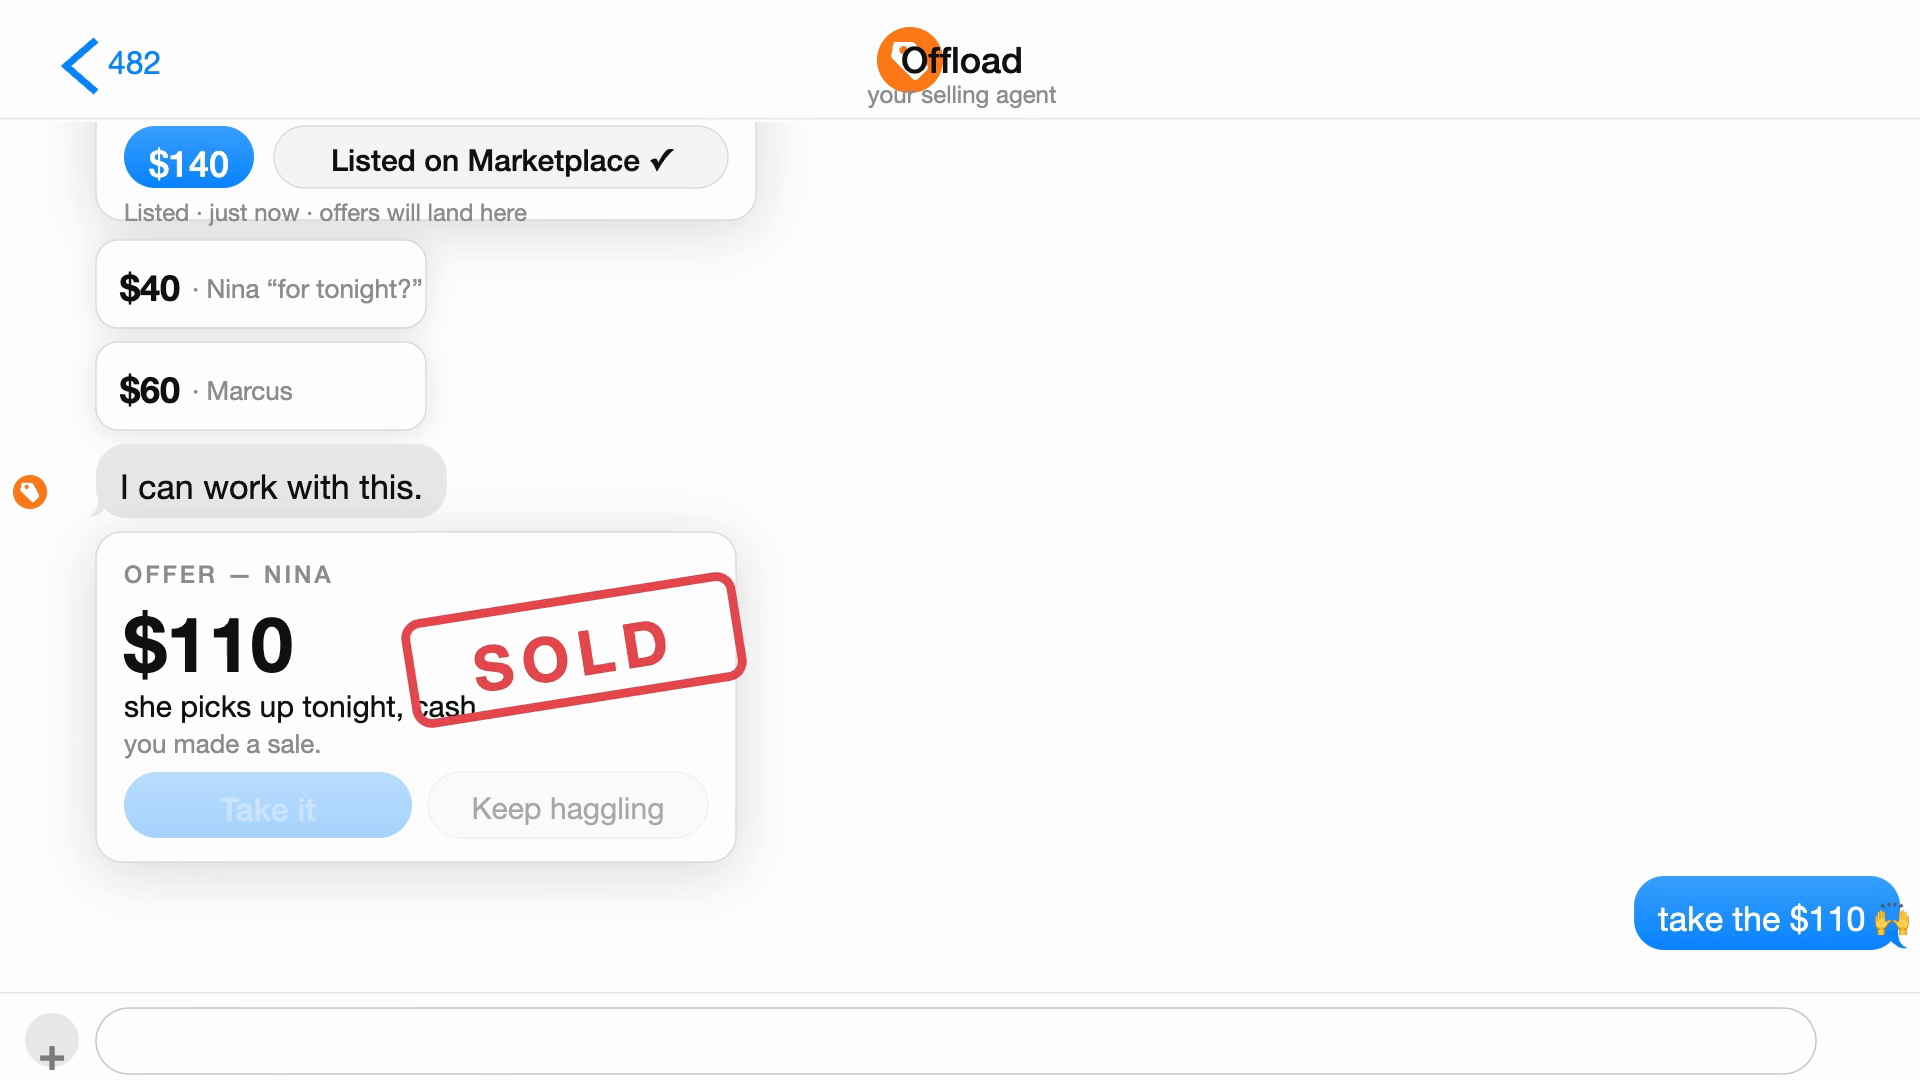 482
Offload
your selling agent
$140
Listed on Marketplace ✓
Listed · just now · offers will land here
$40 · Nina “for tonight?”
$60 · Marcus
I can work with this.
OFFER — NINA
$110
SOLD
she picks up tonight, cash
you made a sale.
Take it
Keep haggling
take the $110 🙌